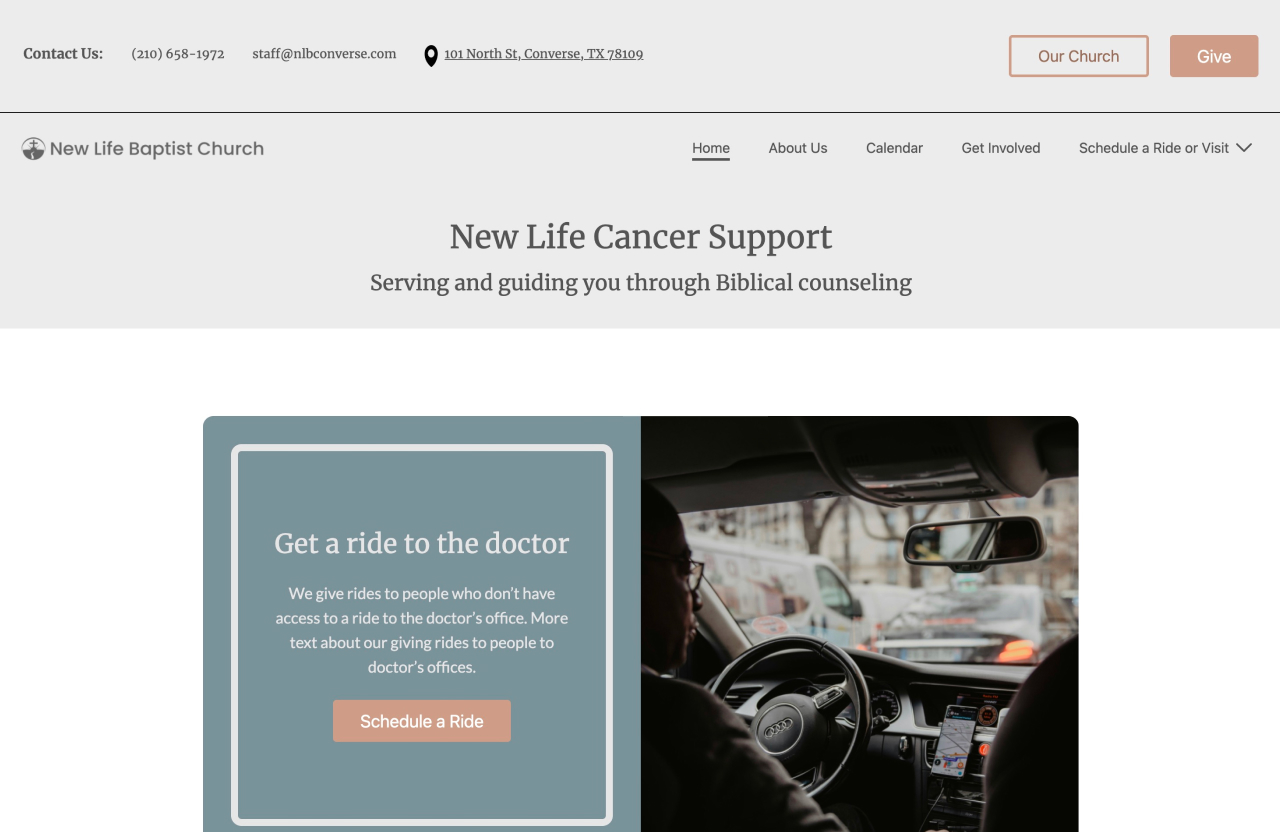 Contact Us:
(210) 658-1972
staff@nlbconverse.com
101 North St, Converse, TX 78109
Our Church
Give
New Life Baptist Church
Home
About Us
Calendar
Get Involved
Schedule a Ride or Visit
New Life Cancer Support
Serving and guiding you through Biblical counseling
Get a ride to the doctor
We give rides to people who don’t have
access to a ride to the doctor’s office. More
text about our giving rides to people to
doctor’s offices.
Schedule a Ride